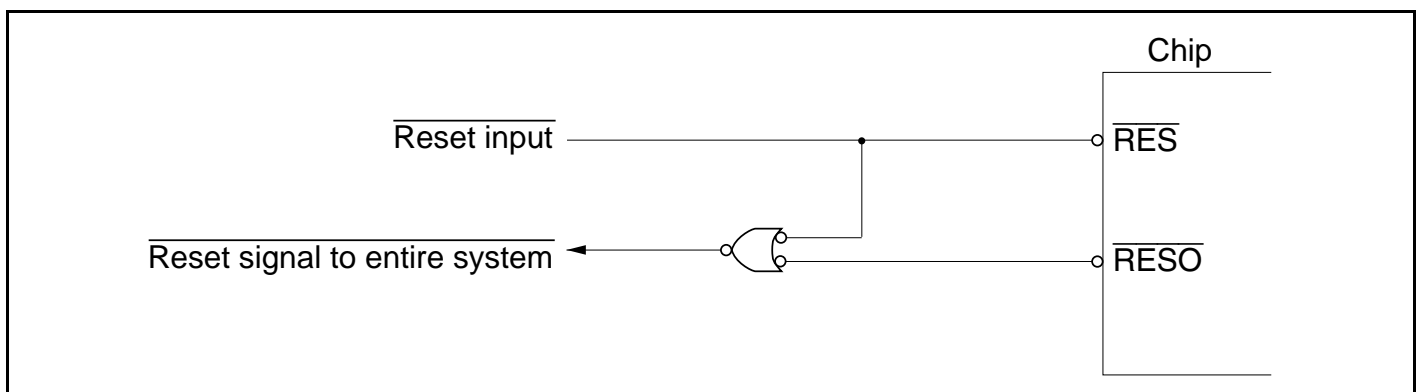 Chip
Reset input
RES
Reset signal to entire system
RESO